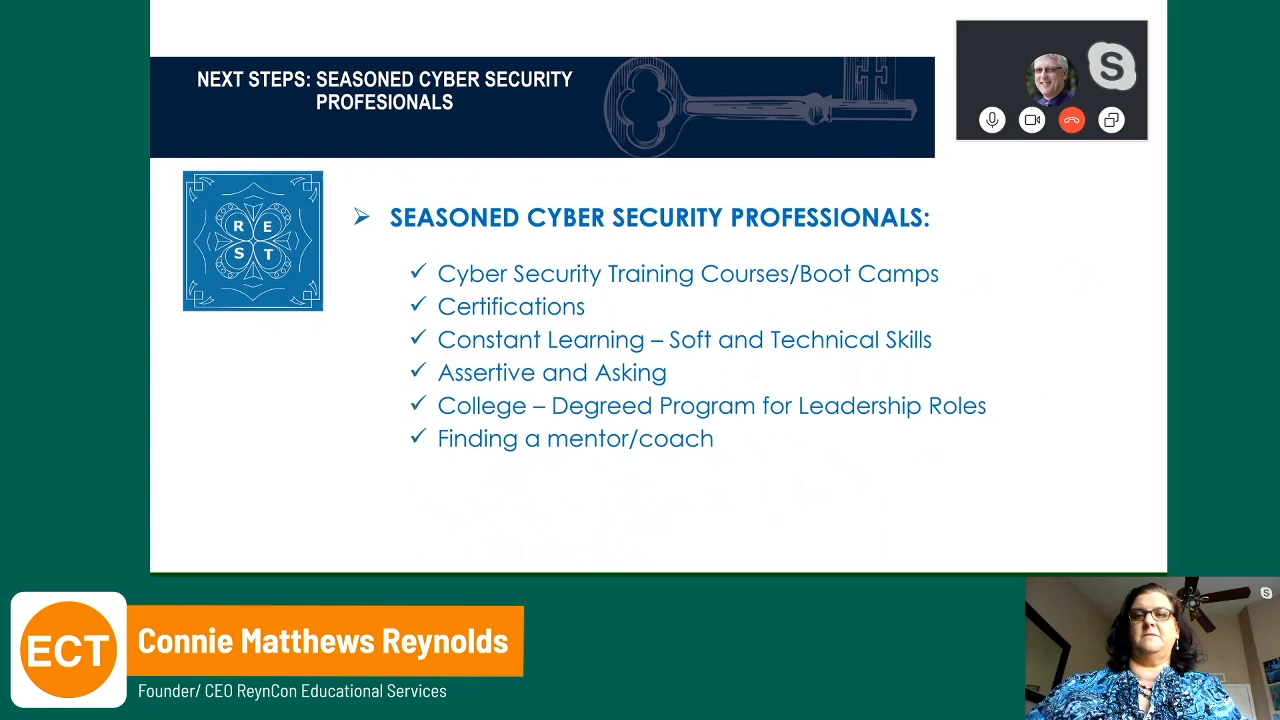 NEXT STEPS: SEASONED CYBER SECURITY
PROFESIONALS
S
R E
S T
SEASONED CYBER SECURITY PROFESSIONALS:
Cyber Security Training Courses/Boot Camps
Certifications
Constant Learning – Soft and Technical Skills
Assertive and Asking
College – Degreed Program for Leadership Roles
Finding a mentor/coach
ECT
Connie Matthews Reynolds
Founder/ CEO ReynCon Educational Services